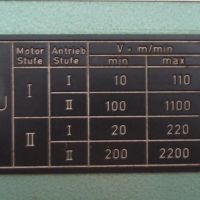 Motor Antrieb V - m/min
Stufe Stufe min max
U I I 10 110
II 100 1100
II I 20 220
II 200 2200